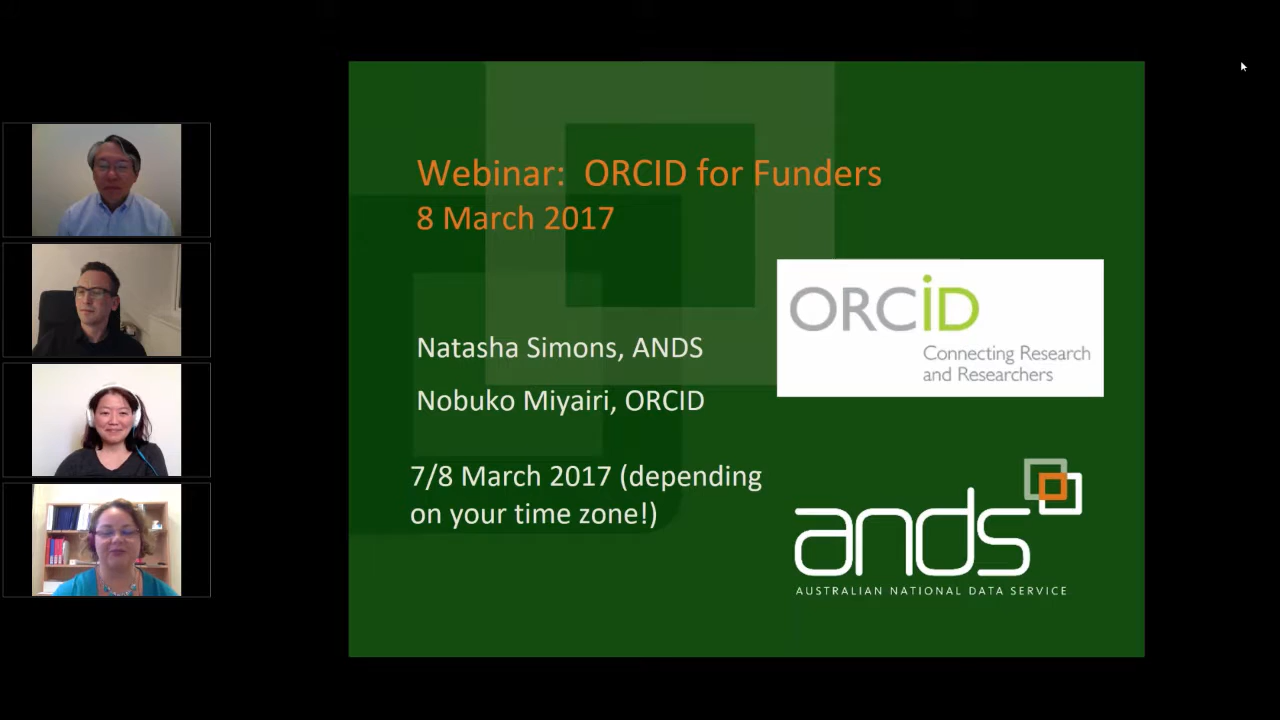 Webinar:  ORCID for Funders
8 March 2017
ORCiD
Connecting Research
and Researchers
Natasha Simons, ANDS
Nobuko Miyairi, ORCID
7/8 March 2017 (depending
on your time zone!)
ands
AUSTRALIAN NATIONAL DATA SERVICE